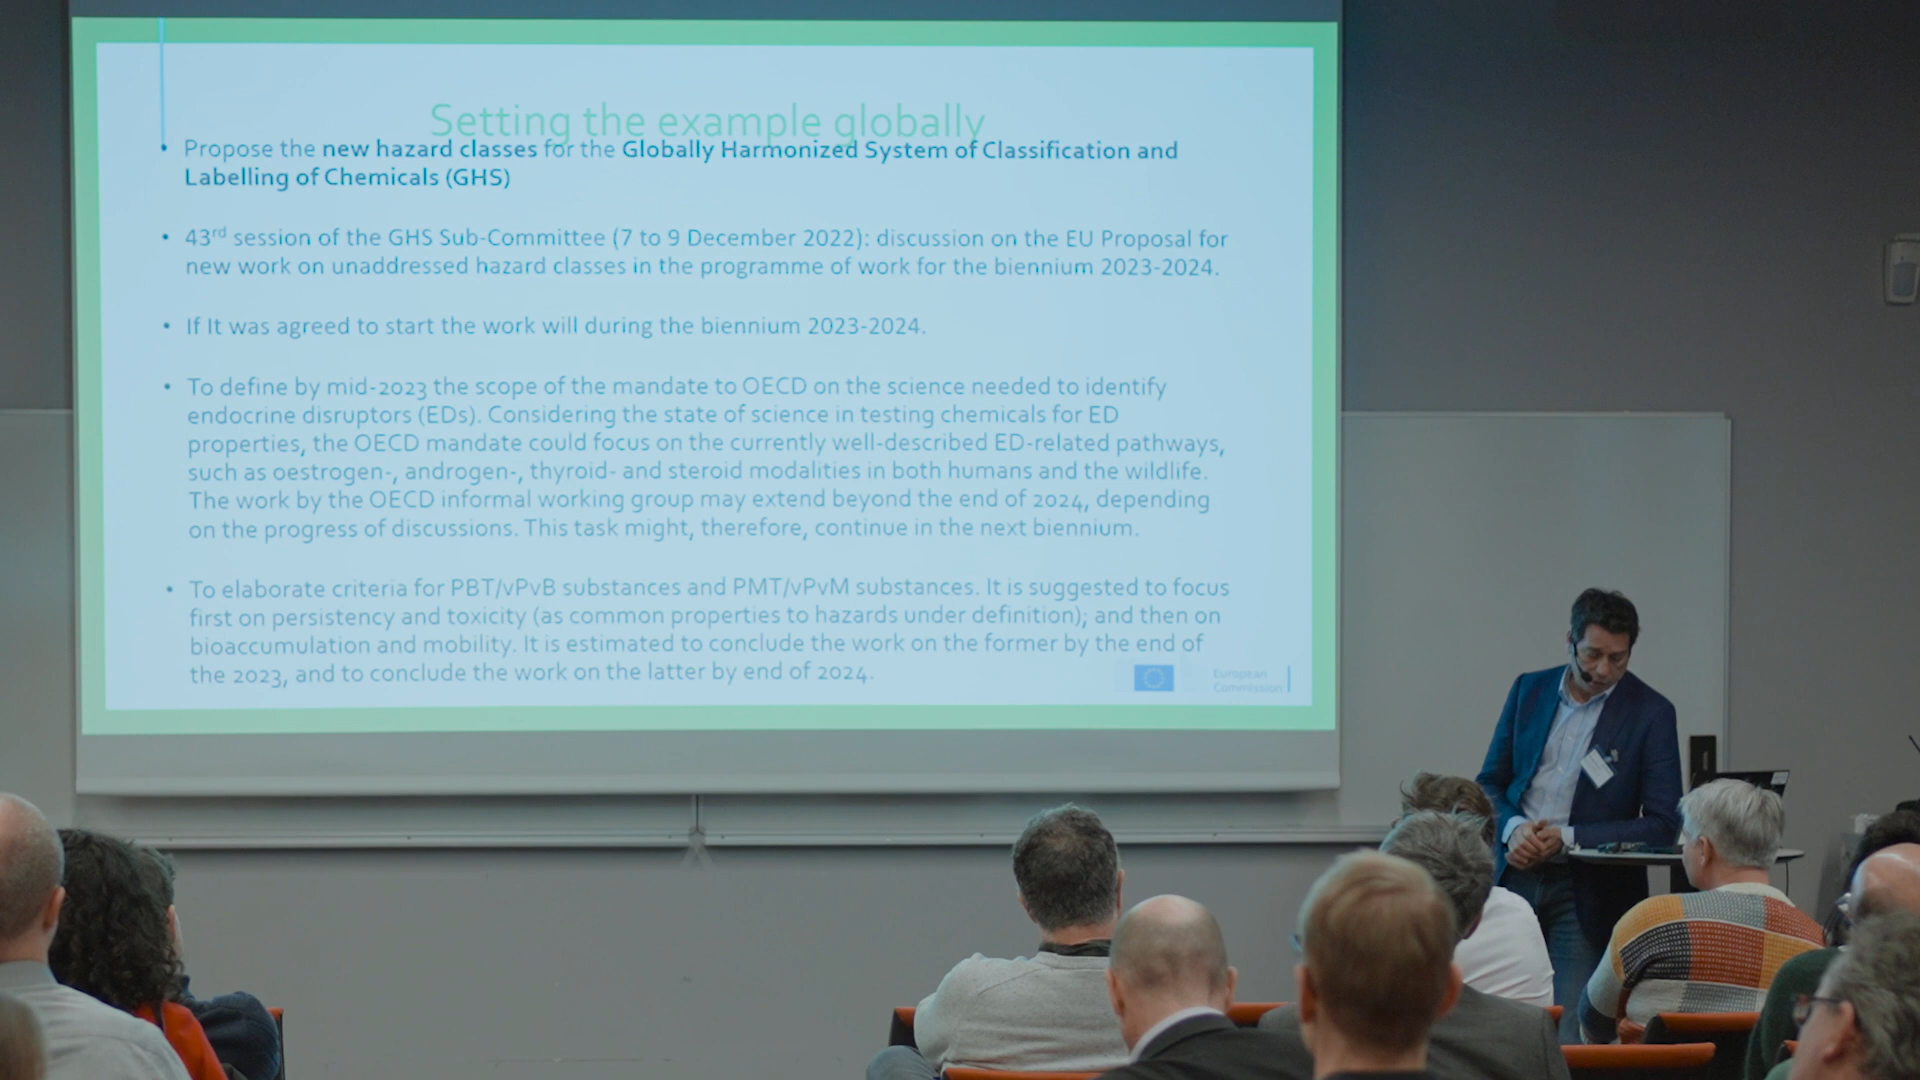 Setting the example globally
• Propose the new hazard classes for the Globally Harmonized System of Classification and
Labelling of Chemicals (GHS)
• 43rd session of the GHS Sub-Committee (7 to 9 December 2022): discussion on the EU Proposal for
new work on unaddressed hazard classes in the programme of work for the biennium 2023-2024.
• If It was agreed to start the work will during the biennium 2023-2024.
• To define by mid-2023 the scope of the mandate to OECD on the science needed to identify
endocrine disruptors (EDs). Considering the state of science in testing chemicals for ED
properties, the OECD mandate could focus on the currently well-described ED-related pathways,
such as oestrogen-, androgen-, thyroid- and steroid modalities in both humans and the wildlife.
The work by the OECD informal working group may extend beyond the end of 2024, depending
on the progress of discussions. This task might, therefore, continue in the next biennium.
• To elaborate criteria for PBT/vPvB substances and PMT/vPvM substances. It is suggested to focus
first on persistency and toxicity (as common properties to hazards under definition); and then on
bioaccumulation and mobility. It is estimated to conclude the work on the former by the end of
the 2023, and to conclude the work on the latter by end of 2024.
European
Commission